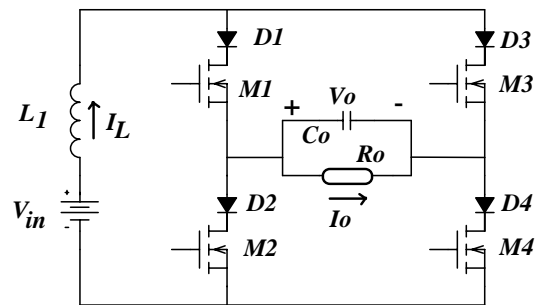 D1
D3
L1
IL
M1
+
Vo
-
M3
Co
Ro
+
Vin
-
D2
Io
D4
M2
M4